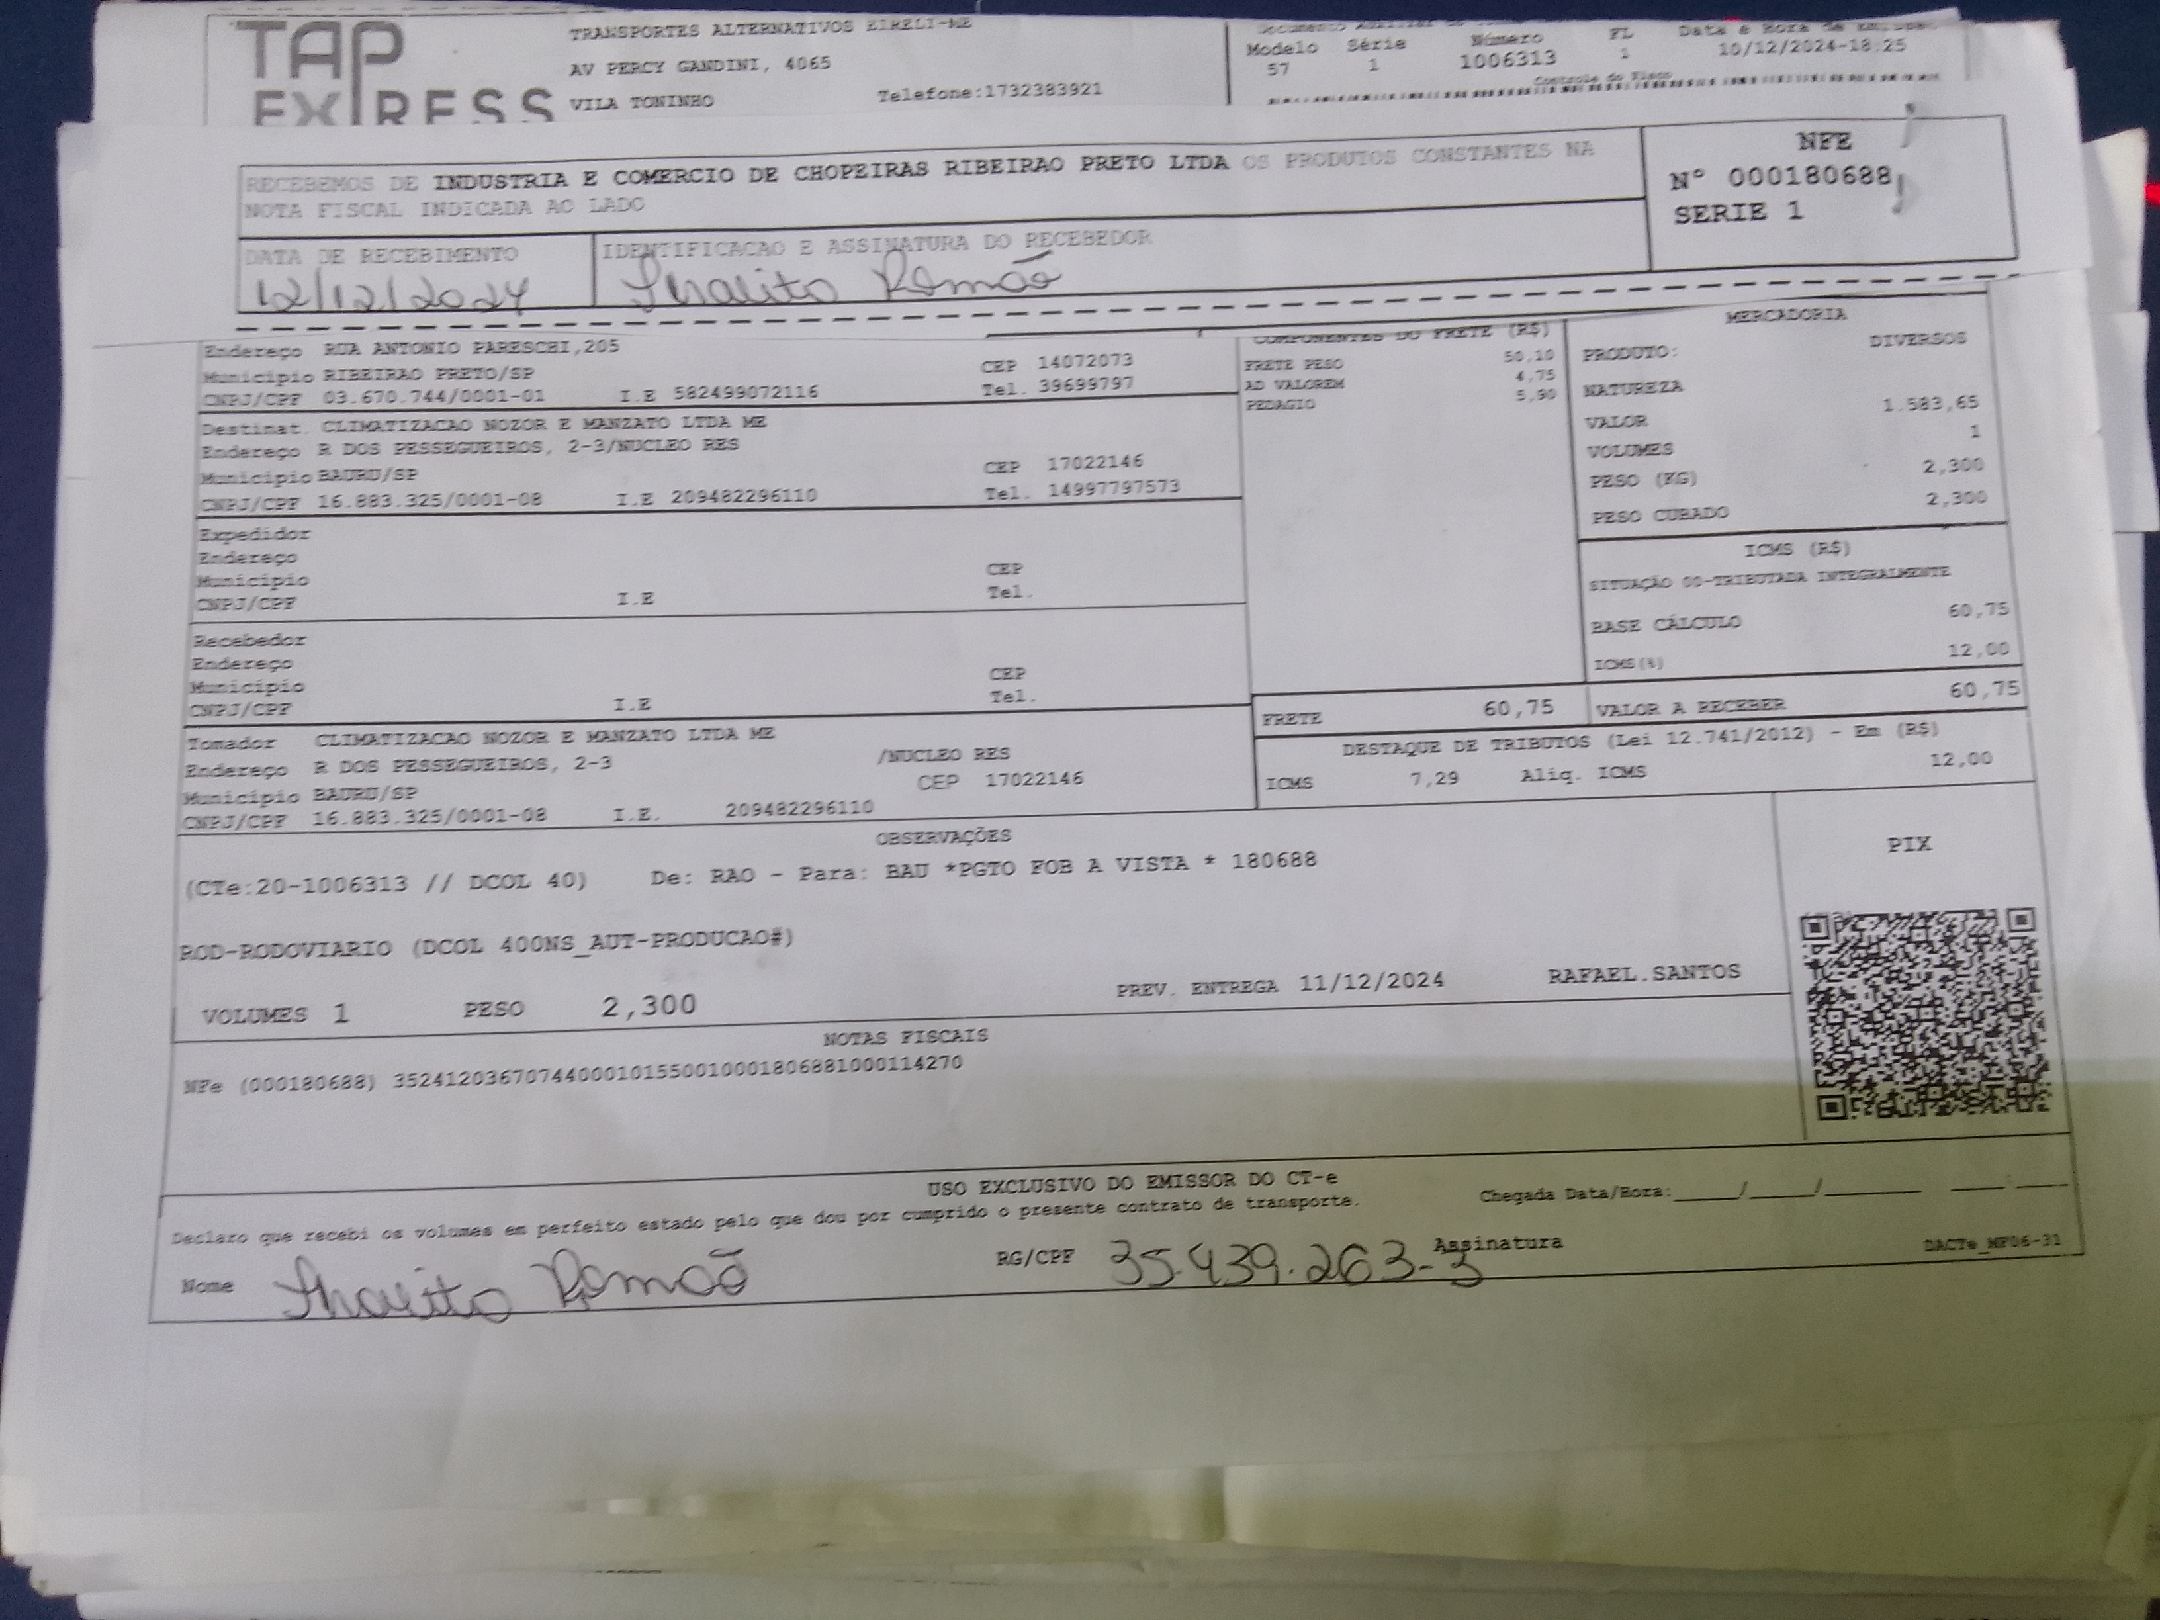 TAP
EXPRESS
TRANSPORTES ALTERNATIVOS EIRELI-ME
AV PERCY GANDINI, 4065
VILA TONINHO Telefone:1732383921
Modelo Série Número FL Data e Hora de
57 1 1006313 1 10/12/2024-18:25
Controle do Fisco
RECEBEMOS DE INDUSTRIA E COMERCIO DE CHOPEIRAS RIBEIRAO PRETO LTDA OS PRODUTOS CONSTANTES NA
NOTA FISCAL INDICADA AO LADO
NFE
Nº 000180688
SERIE 1
DATA DE RECEBIMENTO IDENTIFICACAO E ASSINATURA DO RECEBEDOR
12/12/2024 Romão
Endereço RUA ANTONIO PARESCHI,205
Município RIBEIRAO PRETO/SP CEP 14072073
CNPJ/CPF 03.670.744/0001-01 I.E 582499072116 Tel. 39699797
Destinat. CLIMATIZACAO NOZOR E MANZATO LTDA ME
Endereço R DOS PESSEGUEIROS, 2-3/NUCLEO RES
Município BAURU/SP CEP 17022146
CNPJ/CPF 16.883.325/0001-08 I.E 209482296110 Tel. 14997797573
Expedidor
Endereço
Município CEP
CNPJ/CPF I.E Tel.
Recebedor
Endereço
Município CEP
CNPJ/CPF I.E Tel.
Tomador CLIMATIZACAO NOZOR E MANZATO LTDA ME
Endereço R DOS PESSEGUEIROS, 2-3 /NUCLEO RES
Município BAURU/SP CEP 17022146
CNPJ/CPF 16.883.325/0001-08 I.E. 209482296110
COMPONENTES DO FRETE (R$)
FRETE PESO 50,10
AD VALOREM 4,75
PEDAGIO 5,90
MERCADORIA
PRODUTO: DIVERSOS
NATUREZA
VALOR 1.583,65
VOLUMES 1
PESO (KG) 2,300
PESO CUBADO 2,300
ICMS (R$)
SITUAÇÃO 00-TRIBUTADA INTEGRALMENTE
BASE CÁLCULO 60,75
ICMS(%) 12,00
FRETE 60,75 VALOR A RECEBER 60,75
DESTAQUE DE TRIBUTOS (Lei 12.741/2012) - Em (R$)
ICMS 7,29 Aliq. ICMS 12,00
OBSERVAÇÕES
(CTe:20-1006313 // DCOL 40) De: RAO - Para: BAU *PGTO FOB A VISTA * 180688
PIX
ROD-RODOVIARIO (DCOL 400NS_AUT-PRODUCAO#)
VOLUMES 1 PESO 2,300 PREV. ENTREGA 11/12/2024 RAFAEL.SANTOS
NOTAS FISCAIS
NFe (000180688) 35241203670744000101550010001806881000114270
USO EXCLUSIVO DO EMISSOR DO CT-e
Declaro que recebi os volumes em perfeito estado pelo que dou por cumprido o presente contrato de transporte. Chegada Data/Hora:_____/_____/________ ____:____
Nome Romão RG/CPF 35.439.263-3 Assinatura DACTe_MF06-31